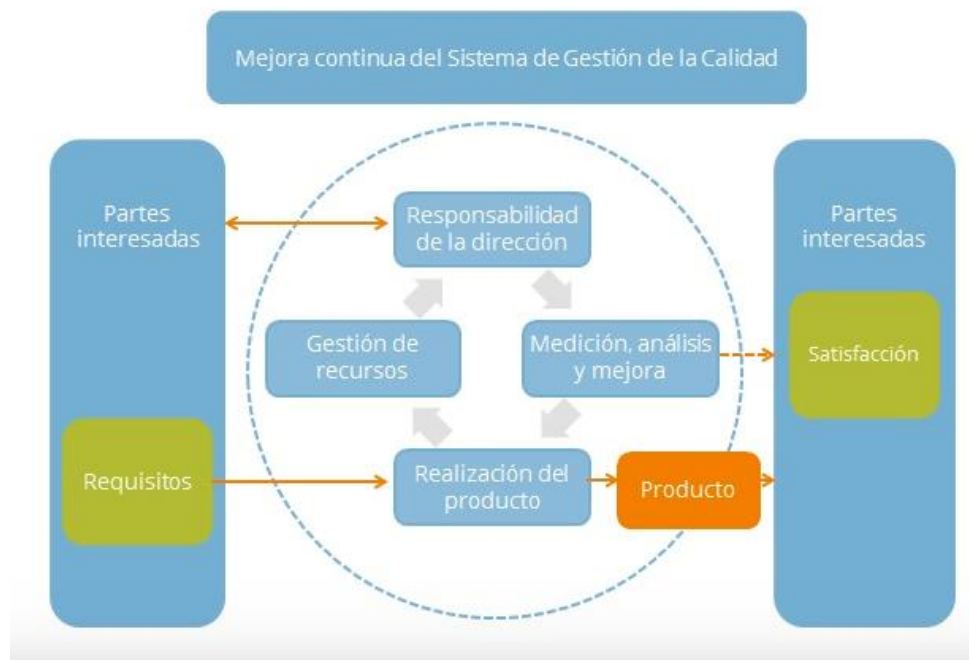 Mejora continua del Sistema de Gestión de la Calidad
Partes
interesadas
Responsabilidad
de la dirección
Partes
interesadas
Gestión de
recursos
Medición, análisis
y mejora
Satisfacción
Requisitos
Realización del
producto
Producto